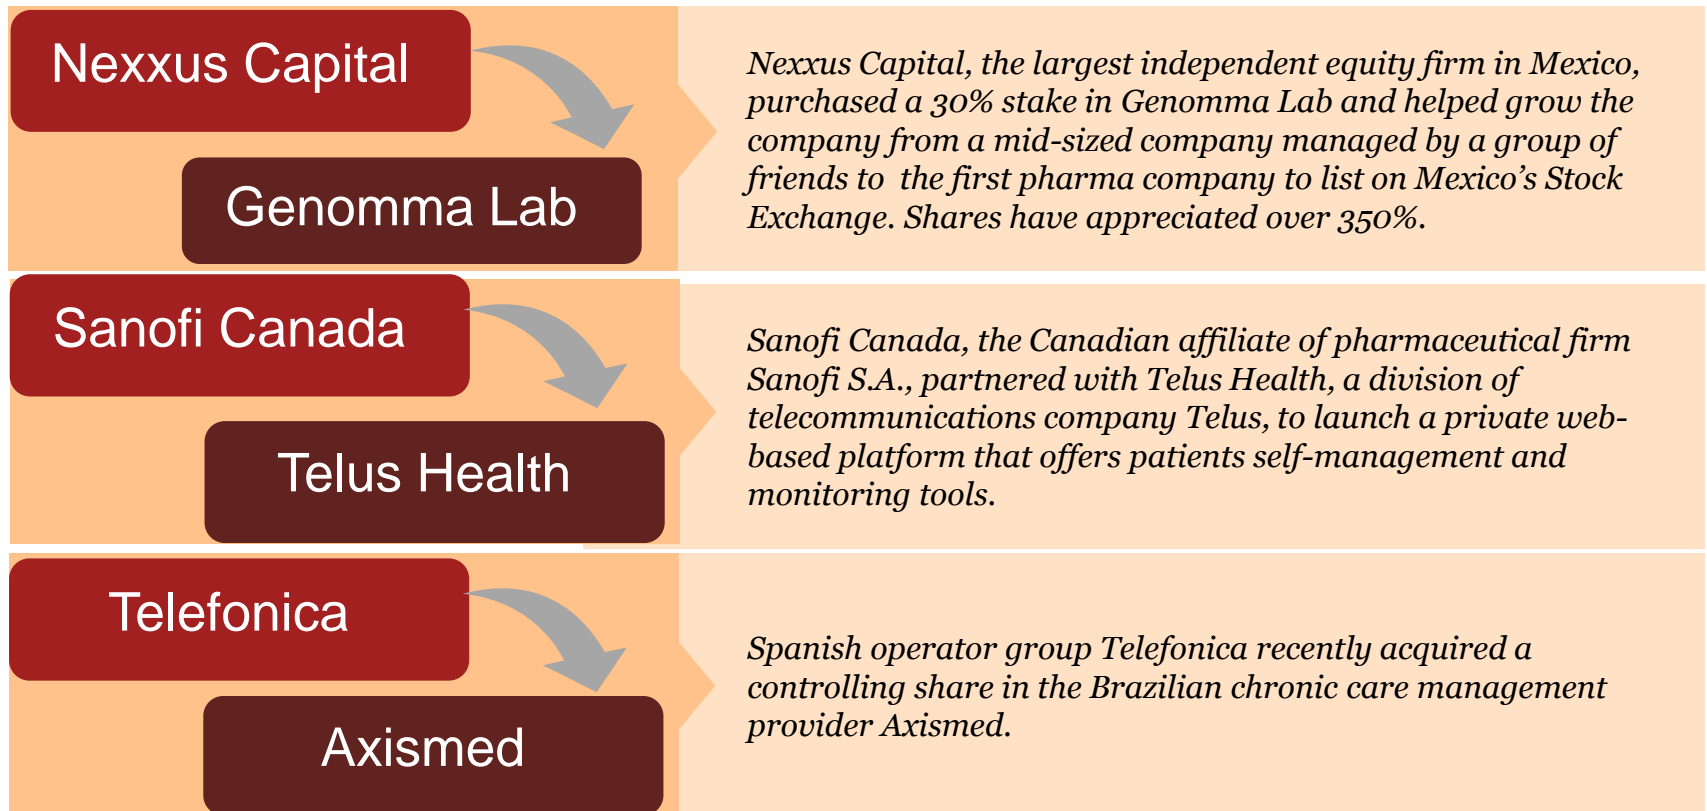 Nexxus Capital
Genomma Lab
Nexxus Capital, the largest independent equity firm in Mexico,
purchased a 30% stake in Genomma Lab and helped grow the
company from a mid-sized company managed by a group of
friends to  the first pharma company to list on Mexico’s Stock
Exchange. Shares have appreciated over 350%.
Sanofi Canada
Telus Health
Sanofi Canada, the Canadian affiliate of pharmaceutical firm
Sanofi S.A., partnered with Telus Health, a division of
telecommunications company Telus, to launch a private web-
based platform that offers patients self-management and
monitoring tools.
Telefonica
Axismed
Spanish operator group Telefonica recently acquired a
controlling share in the Brazilian chronic care management
provider Axismed.